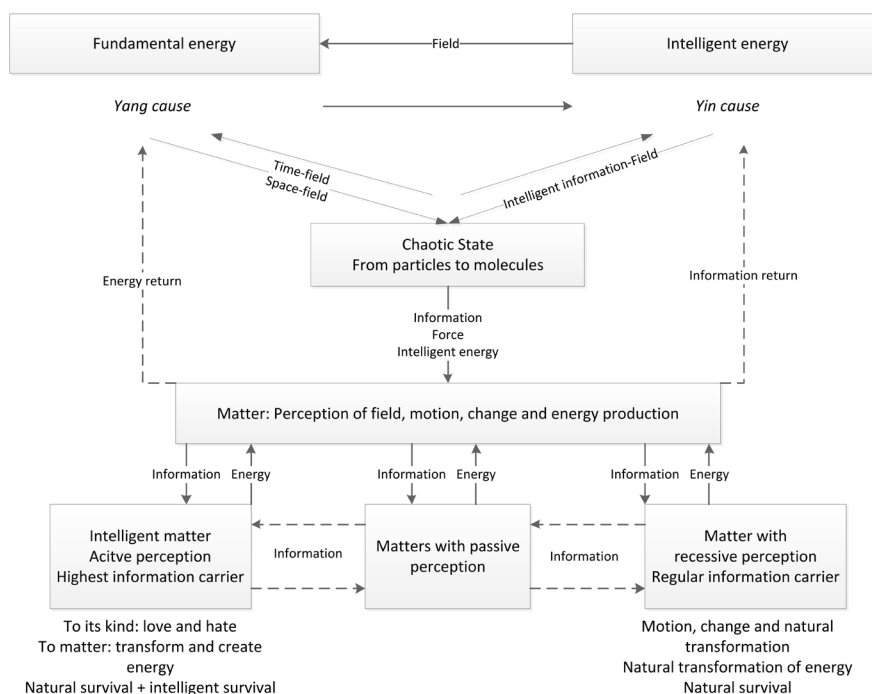 Fundamental energy
Field
Intelligent energy
Yang cause
Yin cause
Time-field
Space-field
Intelligent information-Field
Chaotic State
From particles to molecules
Energy return
Information return
Information
Force
Intelligent energy
Matter: Perception of field, motion, change and energy production
Information
Energy
Information
Energy
Information
Energy
Intelligent matter
Acitve perception
Highest information carrier
Information
Matters with passive
perception
Information
Matter with
recessive perception
Regular information carrier
To its kind: love and hate
To matter: transform and create
energy
Natural survival + intelligent survival
Motion, change and natural
transformation
Natural transformation of energy
Natural survival